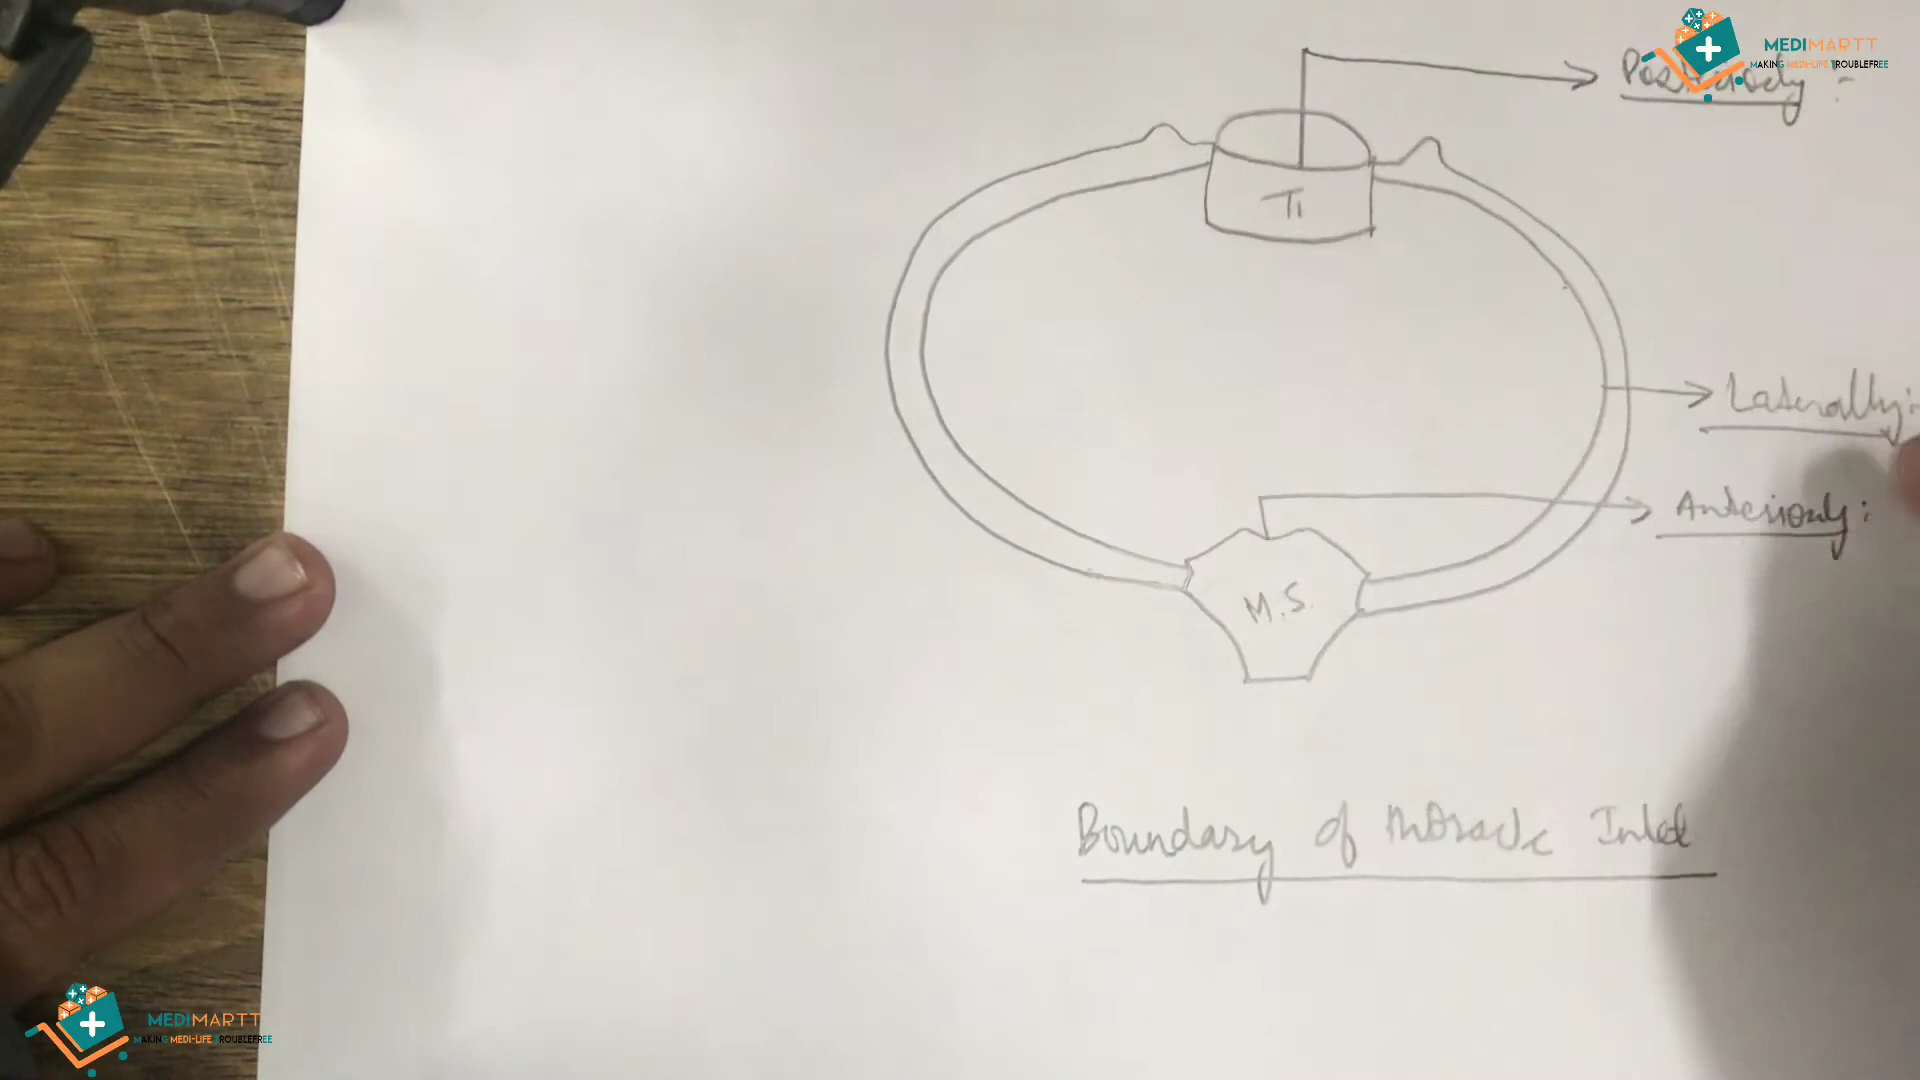 MEDIMARTT
MAKING MEDI-LIFE TROUBLEFREE
T1
Laterally:
Anteriorly:
M.S.
Boundary of thoracic Inlet
MEDIMARTT
MAKING MEDI-LIFE TROUBLEFREE